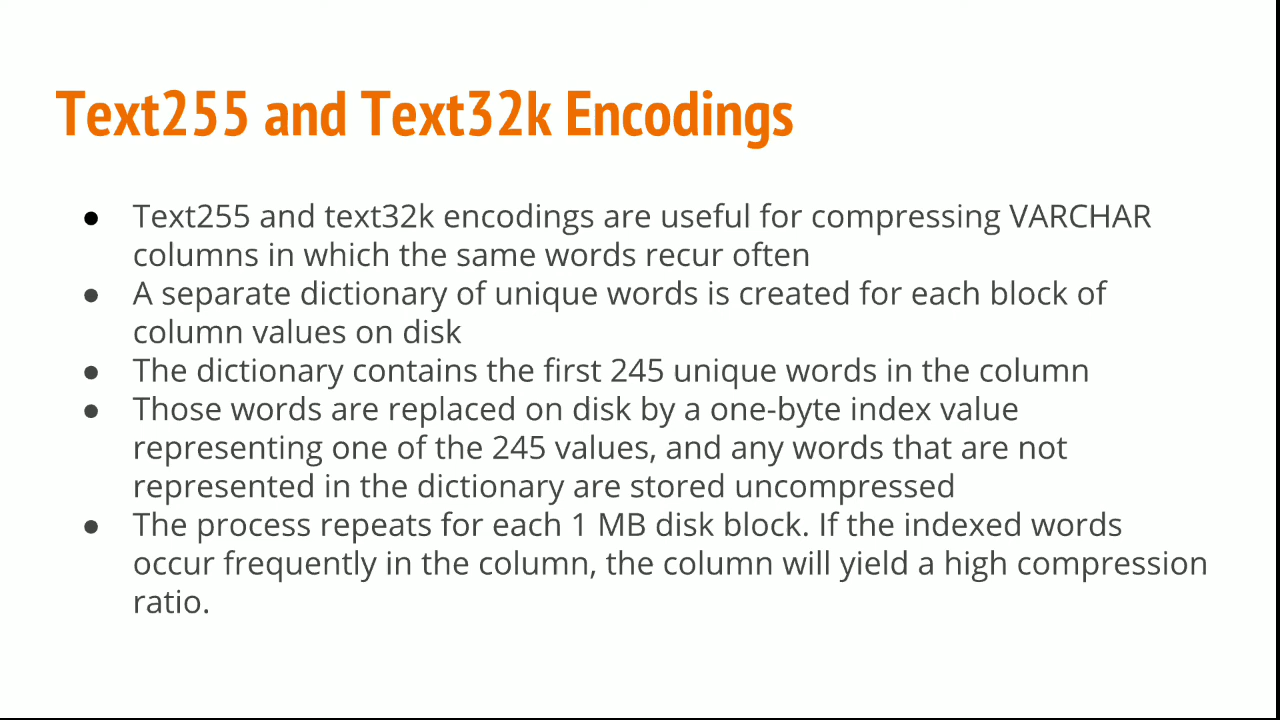 Text255 and Text32k Encodings
● Text255 and text32k encodings are useful for compressing VARCHAR
columns in which the same words recur often
● A separate dictionary of unique words is created for each block of
column values on disk
● The dictionary contains the first 245 unique words in the column
● Those words are replaced on disk by a one-byte index value
representing one of the 245 values, and any words that are not
represented in the dictionary are stored uncompressed
● The process repeats for each 1 MB disk block. If the indexed words
occur frequently in the column, the column will yield a high compression
ratio.